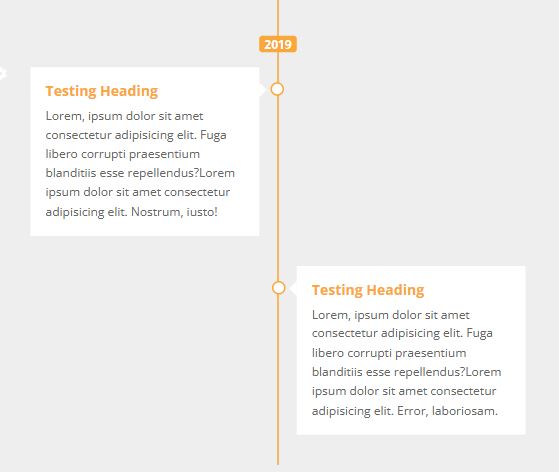 2019
Testing Heading
Lorem, ipsum dolor sit amet
consectetur adipisicing elit. Fuga
libero corrupti praesentium
blanditiis esse repellendus?Lorem
ipsum dolor sit amet consectetur
adipisicing elit. Nostrum, iusto!
Testing Heading
Lorem, ipsum dolor sit amet
consectetur adipisicing elit. Fuga
libero corrupti praesentium
blanditiis esse repellendus?Lorem
ipsum dolor sit amet consectetur
adipisicing elit. Error, laboriosam.